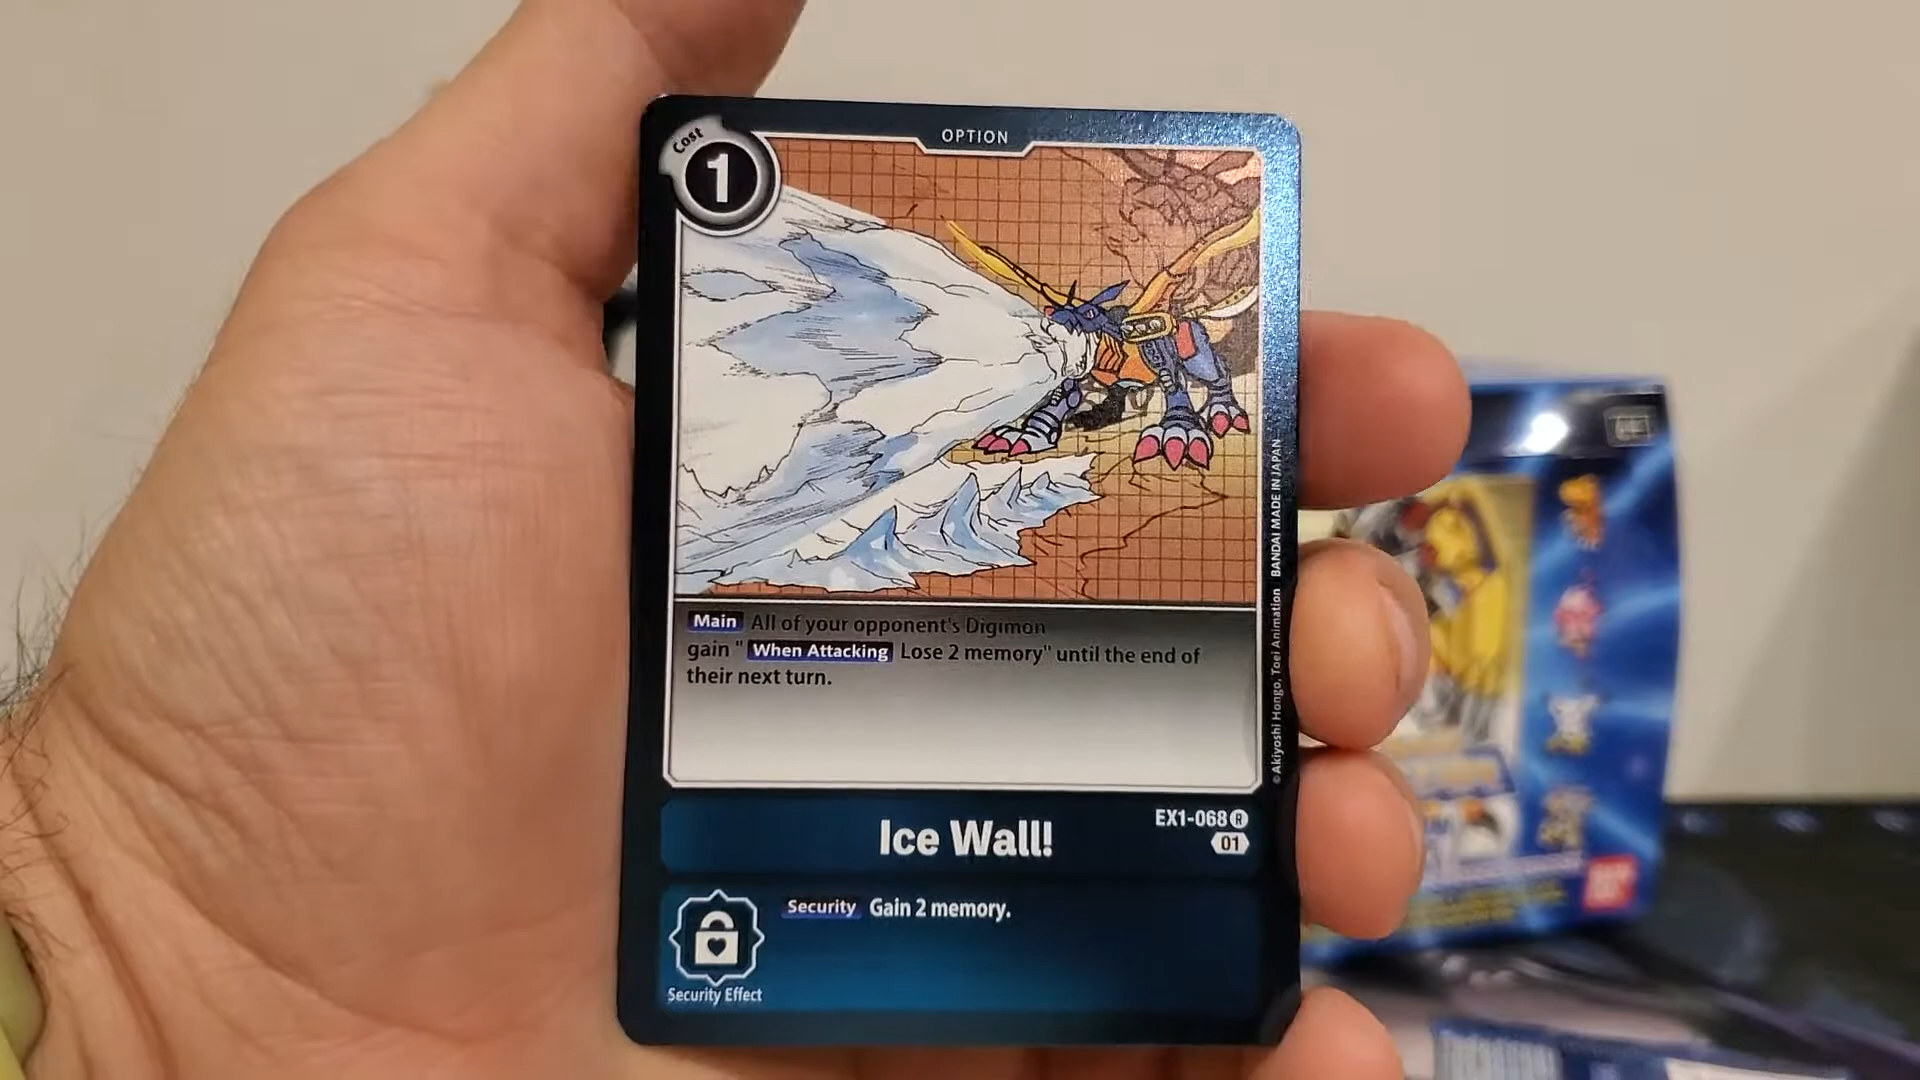 OPTION
Cost
1
Main All of your opponent's Digimon
gain " When Attacking Lose 2 memory" until the end of
their next turn.
©Akiyoshi Hongo, Toei Animation BANDAI MADE IN JAPAN
EX1-068 R
01
Ice Wall!
Security Gain 2 memory.
Security Effect